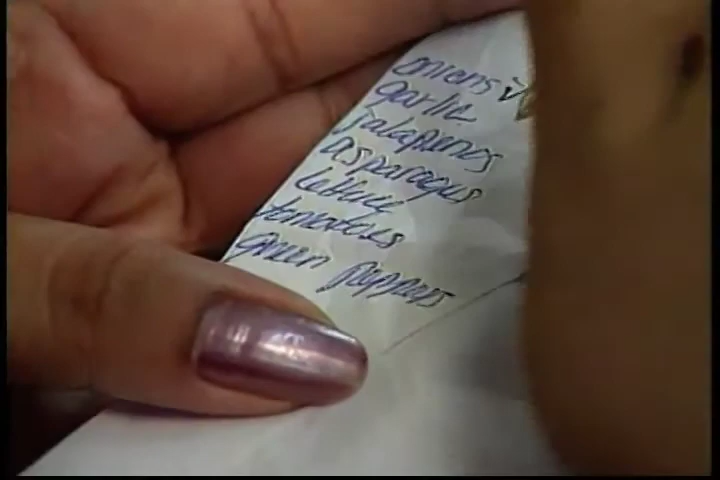 onions ✓
garlic
Jalapenos
asparagus
Lettuce
tomatoes
green peppers